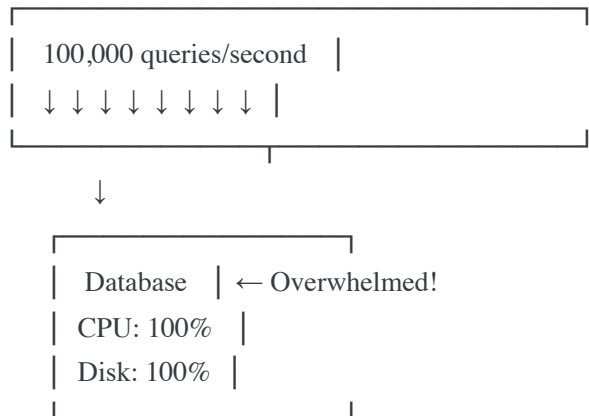 100,000 queries/second
↓ ↓ ↓ ↓ ↓ ↓ ↓ ↓
↓
Database ← Overwhelmed!
CPU: 100%
Disk: 100%